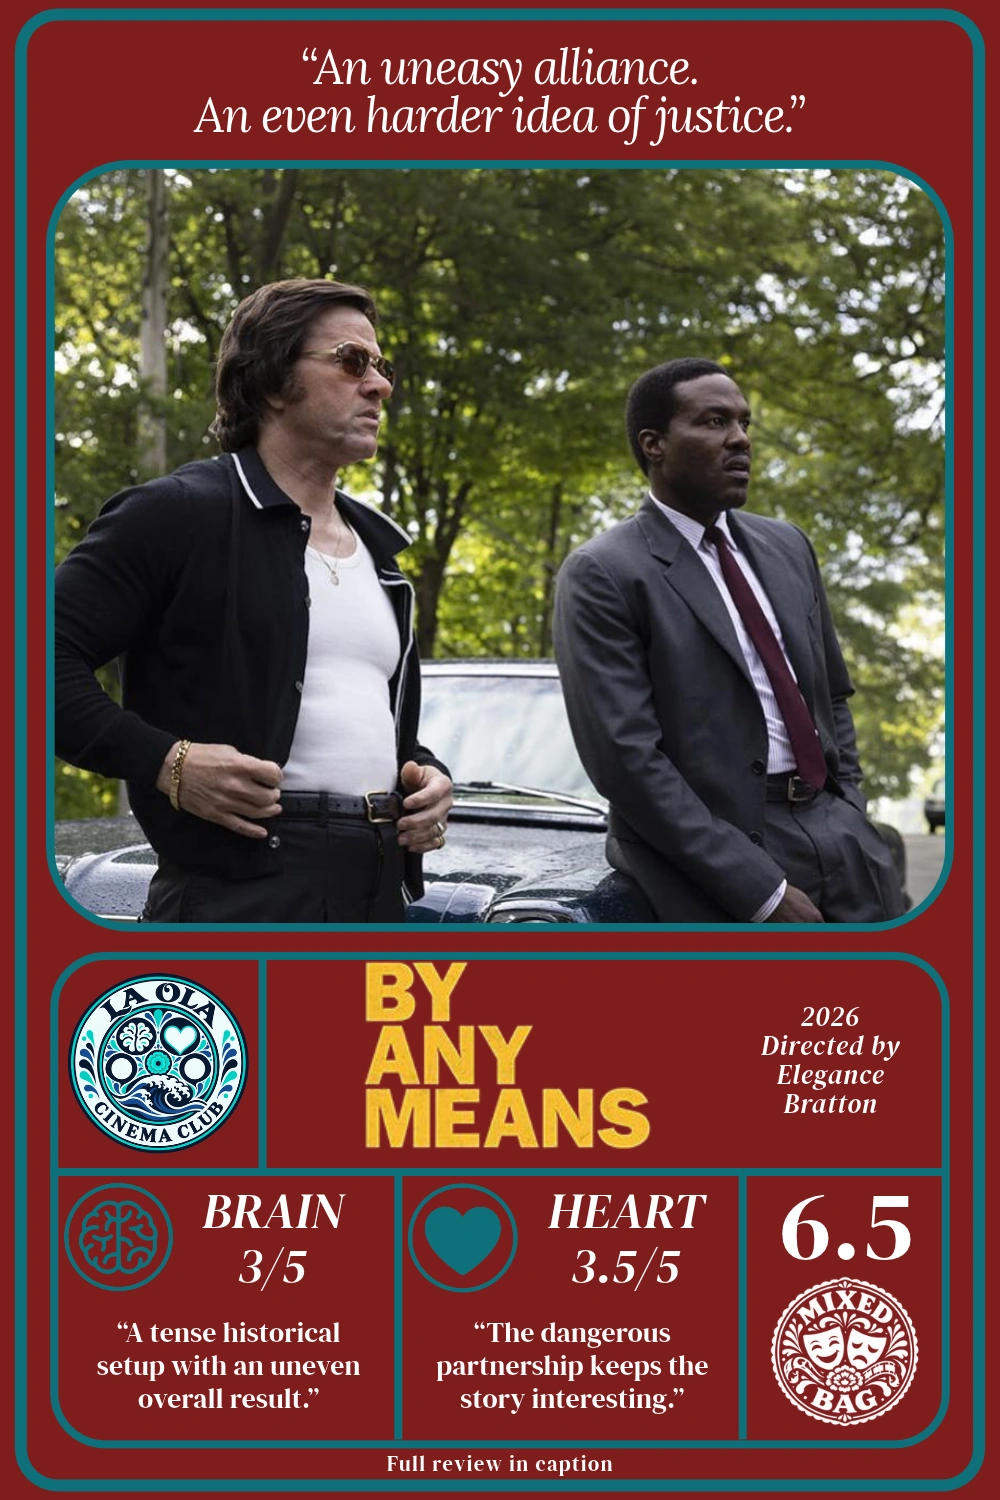 “An uneasy alliance.
An even harder idea of justice.”
LA OLA
CINEMA CLUB
BY
ANY
MEANS
2026
Directed by
Elegance
Bratton
BRAIN
3/5
“A tense historical
setup with an uneven
overall result.”
HEART
3.5/5
“The dangerous
partnership keeps the
story interesting.”
6.5
MIXED
BAG
Full review in caption